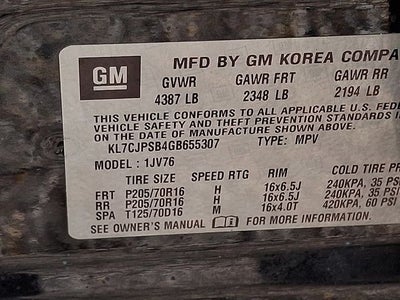 GM
MFD BY GM KOREA COMPA
GVWR GAWR FRT GAWR RR
4387 LB 2348 LB 2194 LB
THIS VEHICLE CONFORMS TO ALL APPLICABLE U.S. FEDE
VEHICLE SAFETY AND THEFT PREVENTION STANDARDS IN
ON THE DATE OF MANUFACTURE SHOWN ABOVE.
KL7CJPSB4GB655307 TYPE: MPV
MODEL: 1JV76
TIRE SIZE SPEED RTG RIM COLD TIRE PR
FRT P205/70R16 H 16x6.5J 240KPA, 35 PSI
RR P205/70R16 H 16x6.5J 240KPA, 35 PSI
SPA T125/70D16 M 16x4.0T 420KPA, 60 PSI
SEE OWNER'S MANUAL FOR MORE INFORMATION.